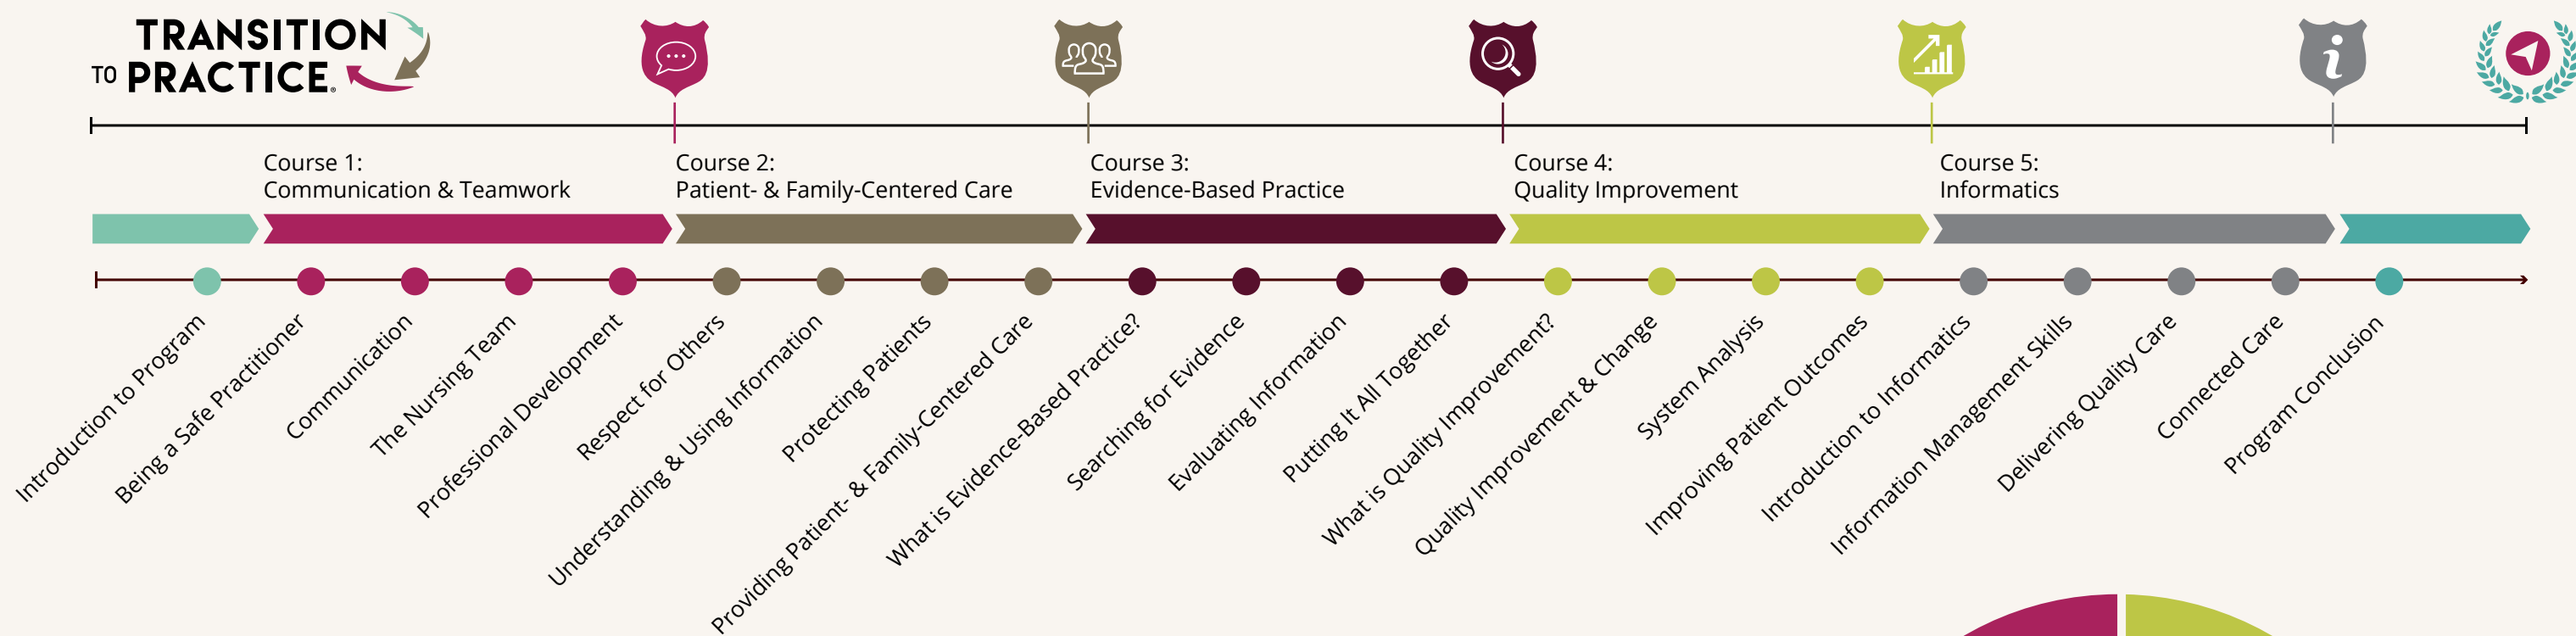 TRANSITION
TO PRACTICE®
Course 1:
Communication & Teamwork
Course 2:
Patient- & Family-Centered Care
Course 3:
Evidence-Based Practice
Course 4:
Quality Improvement
Course 5:
Informatics
Introduction to Program
Being a Safe Practitioner
Communication
The Nursing Team
Professional Development
Respect for Others
Understanding & Using Information
Protecting Patients
Providing Patient- & Family-Centered Care
What is Evidence-Based Practice?
Searching for Evidence
Evaluating Information
Putting It All Together
What is Quality Improvement?
Quality Improvement & Change
System Analysis
Improving Patient Outcomes
Introduction to Informatics
Information Management Skills
Delivering Quality Care
Connected Care
Program Conclusion